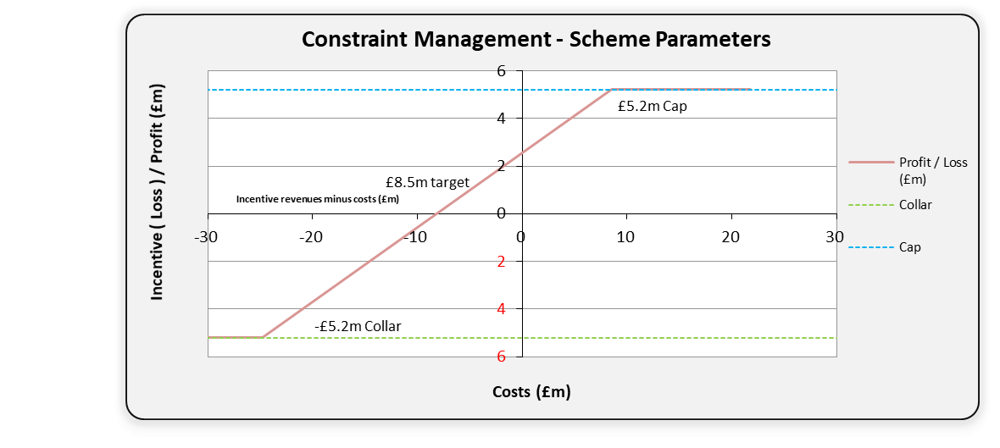 Constraint Management - Scheme Parameters
Incentive ( Loss ) / Profit (£m)
6
£5.2m Cap
4
Profit / Loss
(£m)
2
£8.5m target
Incentive revenues minus costs (£m)
Collar
0
-30
-20
-10
0
10
20
30
Cap
2
4
-£5.2m Collar
6
Costs (£m)